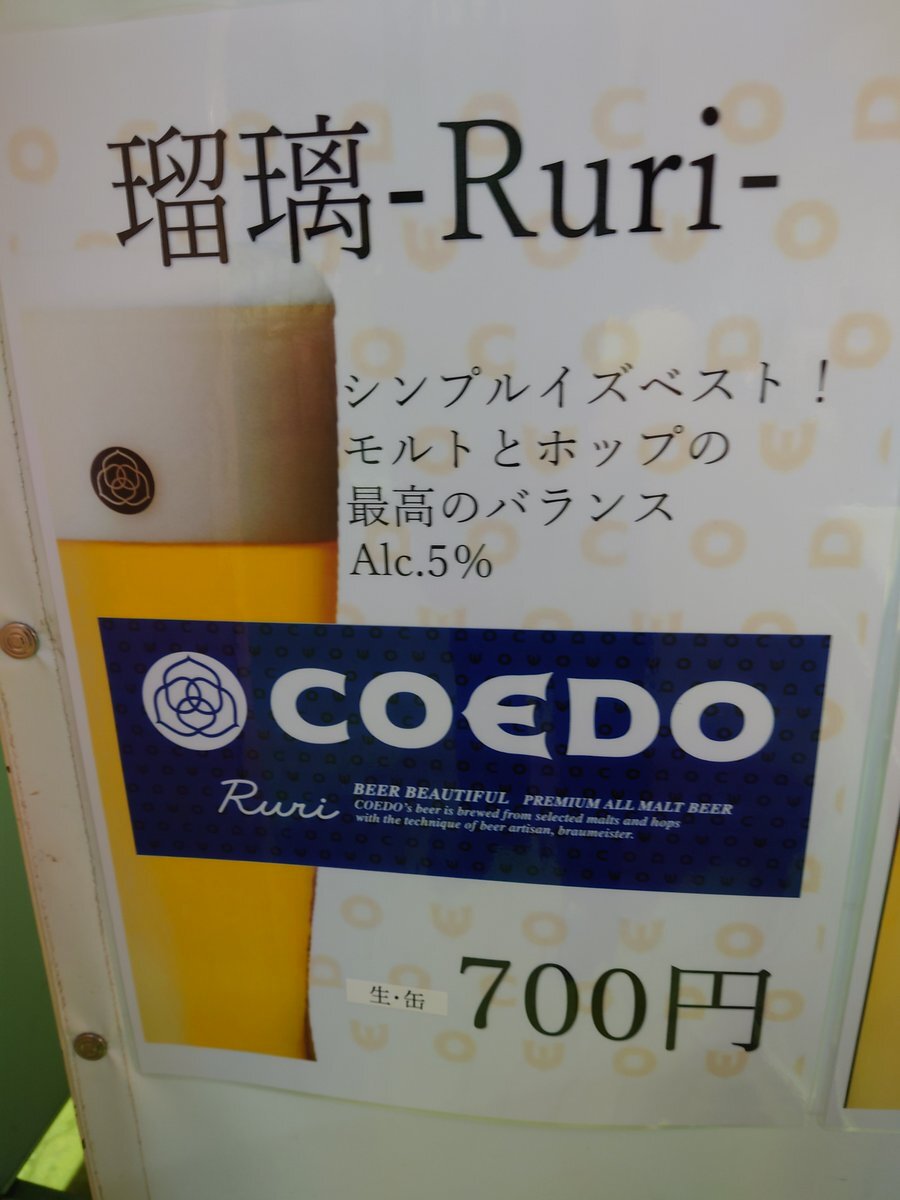 瑠璃-Ruri-
シンプルイズベスト！
モルトとホップの
最高のバランス
Alc.5%
COEDO
Ruri
BEER BEAUTIFUL PREMIUM ALL MALT BEER
COEDO's beer is brewed from selected malts and hops
with the technique of beer artisan, braumeister.
生・缶 700円